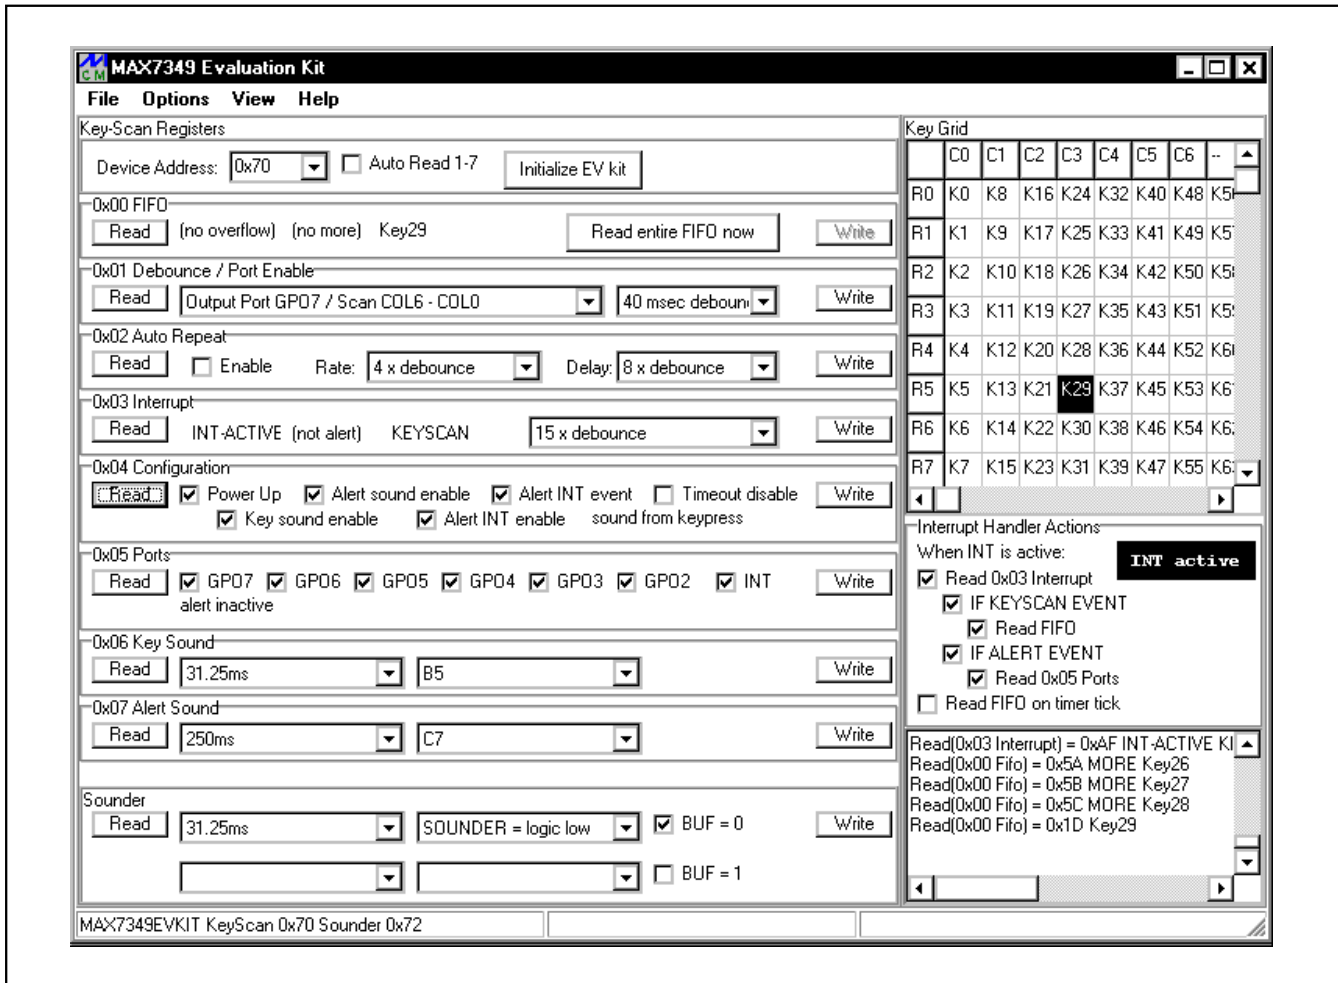 MAX7349 Evaluation Kit
File Options View Help
Key-Scan Registers
Device Address: 0x70 Auto Read 1-7 Initialize EV kit
0x00 FIFO
Read (no overflow) (no more) Key29 Read entire FIFO now Write
0x01 Debounce / Port Enable
Read Output Port GPO7 / Scan COL6 - COL0 40 msec deboun Write
0x02 Auto Repeat
Read Enable Rate: 4 x debounce Delay: 8 x debounce Write
0x03 Interrupt
Read INT-ACTIVE (not alert) KEYSCAN 15 x debounce Write
0x04 Configuration
Read Power Up Alert sound enable Alert INT event Timeout disable Write
Key sound enable Alert INT enable sound from keypress
0x05 Ports
Read GPO7 GPO6 GPO5 GPO4 GPO3 GPO2 INT Write
alert inactive
0x06 Key Sound
Read 31.25ms B5 Write
0x07 Alert Sound
Read 250ms C7 Write
Sounder
Read 31.25ms SOUNDER = logic low BUF = 0 Write
BUF = 1
Key Grid
C0 C1 C2 C3 C4 C5 C6 --
R0 K0 K8 K16 K24 K32 K40 K48
R1 K1 K9 K17 K25 K33 K41 K49 K5
R2 K2 K10 K18 K26 K34 K42 K50
R3 K3 K11 K19 K27 K35 K43 K51
R4 K4 K12 K20 K28 K36 K44 K52
R5 K5 K13 K21 K29 K37 K45 K53 K6
R6 K6 K14 K22 K30 K38 K46 K54
R7 K7 K15 K23 K31 K39 K47 K55
Interrupt Handler Actions
When INT is active: INT active
Read 0x03 Interrupt
IF KEYSCAN EVENT
Read FIFO
IF ALERT EVENT
Read 0x05 Ports
Read FIFO on timer tick
Read(0x03 Interrupt) = 0xAF INT-ACTIVE
Read(0x00 Fifo) = 0x5A MORE Key26
Read(0x00 Fifo) = 0x5B MORE Key27
Read(0x00 Fifo) = 0x5C MORE Key28
Read(0x00 Fifo) = 0x1D Key29
MAX7349EVKIT KeyScan 0x70 Sounder 0x72